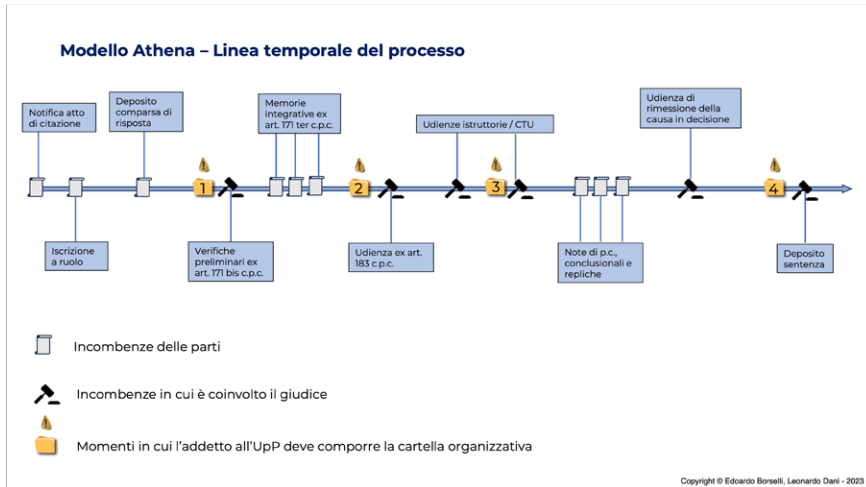 Modello Athena – Linea temporale del processo
Notifica atto
di citazione
Deposito
comparsa di
risposta
Memorie
integrative ex
art. 171 ter c.p.c.
Udienze istruttorie / CTU
Udienza di
rimessione della
causa in decisione
1
2
3
4
Iscrizione
a ruolo
Verifiche
preliminari ex
art. 171 bis c.p.c.
Udienza ex art.
183 c.p.c.
Note di p.c.,
conclusionali e
repliche
Deposito
sentenza
Incombenze delle parti
Incombenze in cui è coinvolto il giudice
Momenti in cui l'addetto all'UpP deve comporre la cartella organizzativa
Copyright © Edoardo Borselli, Leonardo Dani - 2023